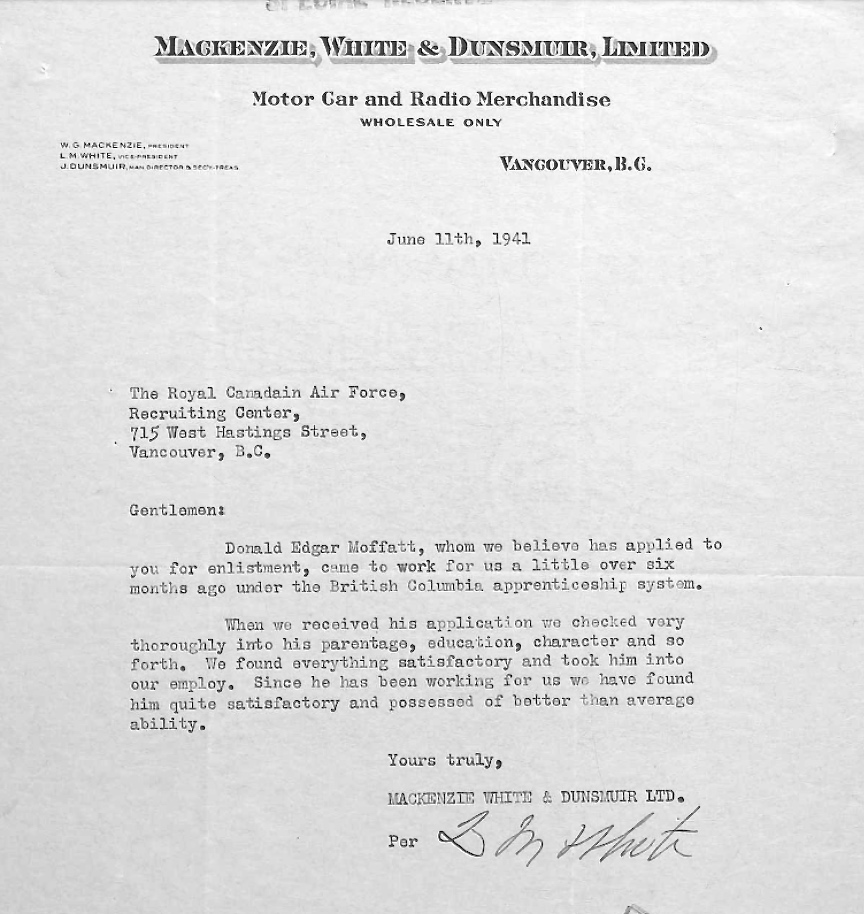 MACKENZIE, WHITE & DUNSMUIR, LIMITED
Motor Car and Radio Merchandise
WHOLESALE ONLY
W. G. MACKENZIE, PRESIDENT
L. M. WHITE, VICE-PRESIDENT
J. DUNSMUIR, MAN DIRECTOR & SECY-TREAS.
VANCOUVER, B.C.
June 11th, 1941
The Royal Canadain Air Force,
Recruiting Center,
715 West Hastings Street,
Vancouver, B.C.
Gentlemen:
Donald Edgar Moffatt, whom we believe has applied to
you for enlistment, came to work for us a little over six
months ago under the British Columbia apprenticeship system.
When we received his application we checked very
thoroughly into his parentage, education, character and so
forth. We found everything satisfactory and took him into
our employ. Since he has been working for us we have found
him quite satisfactory and possessed of better than average
ability.
Yours truly,
MACKENZIE WHITE & DUNSMUIR LTD.
Per L M White